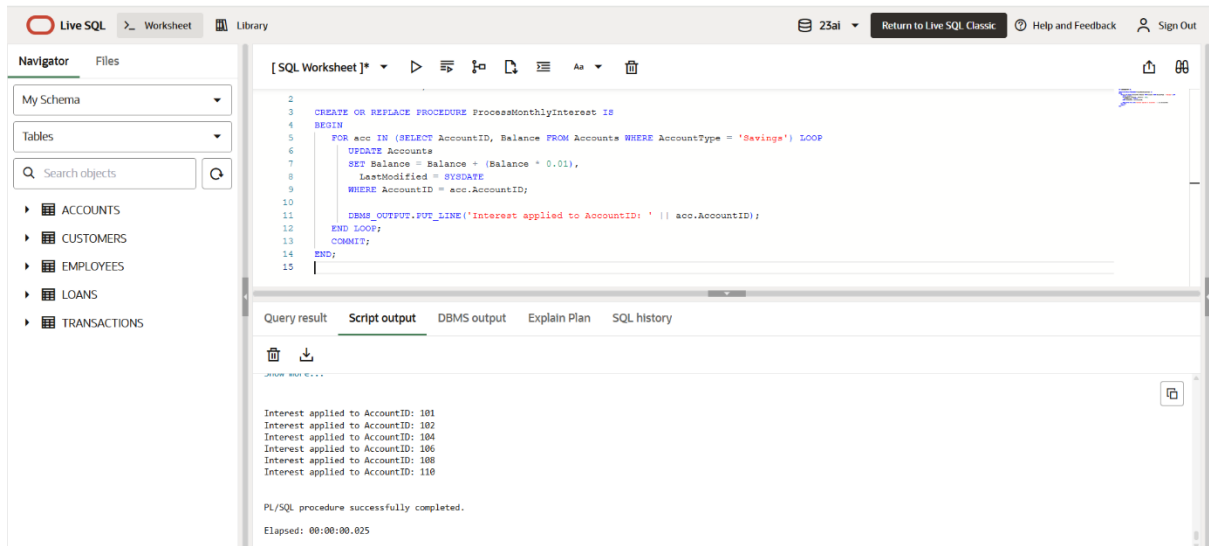 Live SQL
>_ Worksheet
Library
23ai
Return to Live SQL Classic
Help and Feedback
Sign Out
Navigator
Files
My Schema
Tables
Search objects
ACCOUNTS
CUSTOMERS
EMPLOYEES
LOANS
TRANSACTIONS
[ SQL Worksheet ]*
Aa
2
3 CREATE OR REPLACE PROCEDURE ProcessMonthlyInterest IS
4 BEGIN
5 FOR acc IN (SELECT AccountID, Balance FROM Accounts WHERE AccountType = 'Savings') LOOP
6 UPDATE Accounts
7 SET Balance = Balance + (Balance * 0.01),
8 LastModified = SYSDATE
9 WHERE AccountID = acc.AccountID;
10
11 DBMS_OUTPUT.PUT_LINE('Interest applied to AccountID: ' || acc.AccountID);
12 END LOOP;
13 COMMIT;
14 END;
15
Query result
Script output
DBMS output
Explain Plan
SQL history
Show more...
Interest applied to AccountID: 101
Interest applied to AccountID: 102
Interest applied to AccountID: 104
Interest applied to AccountID: 106
Interest applied to AccountID: 108
Interest applied to AccountID: 110
PL/SQL procedure successfully completed.
Elapsed: 00:00:00.025